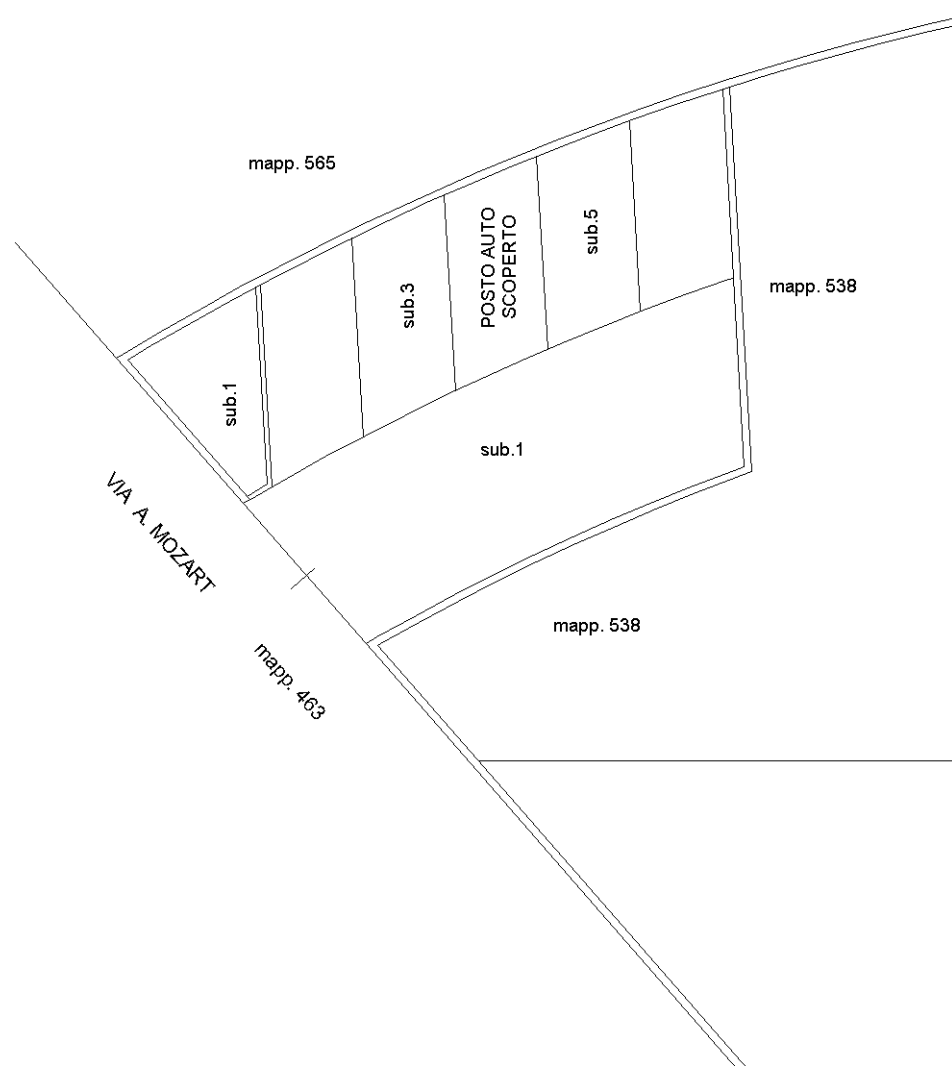 mapp. 565
sub.1
sub.3
POSTO AUTO
SCOPERTO
sub.5
mapp. 538
sub.1
VIA A. MOZART
mapp. 463
mapp. 538